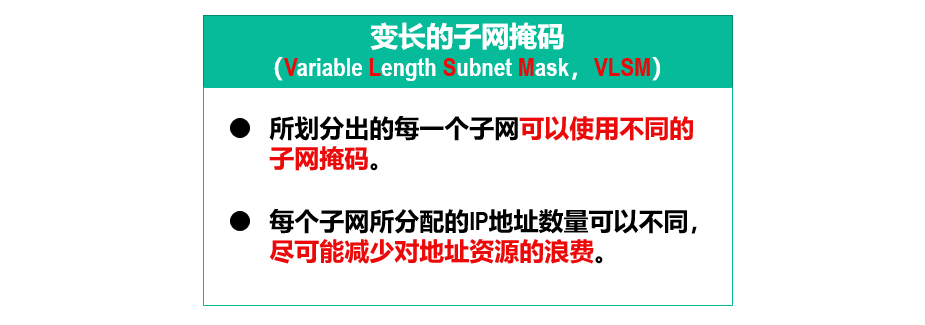 变长的子网掩码
(Variable Length Subnet Mask，VLSM)
● 所划分出的每一个子网可以使用不同的
子网掩码。
● 每个子网所分配的IP地址数量可以不同，
尽可能减少对地址资源的浪费。